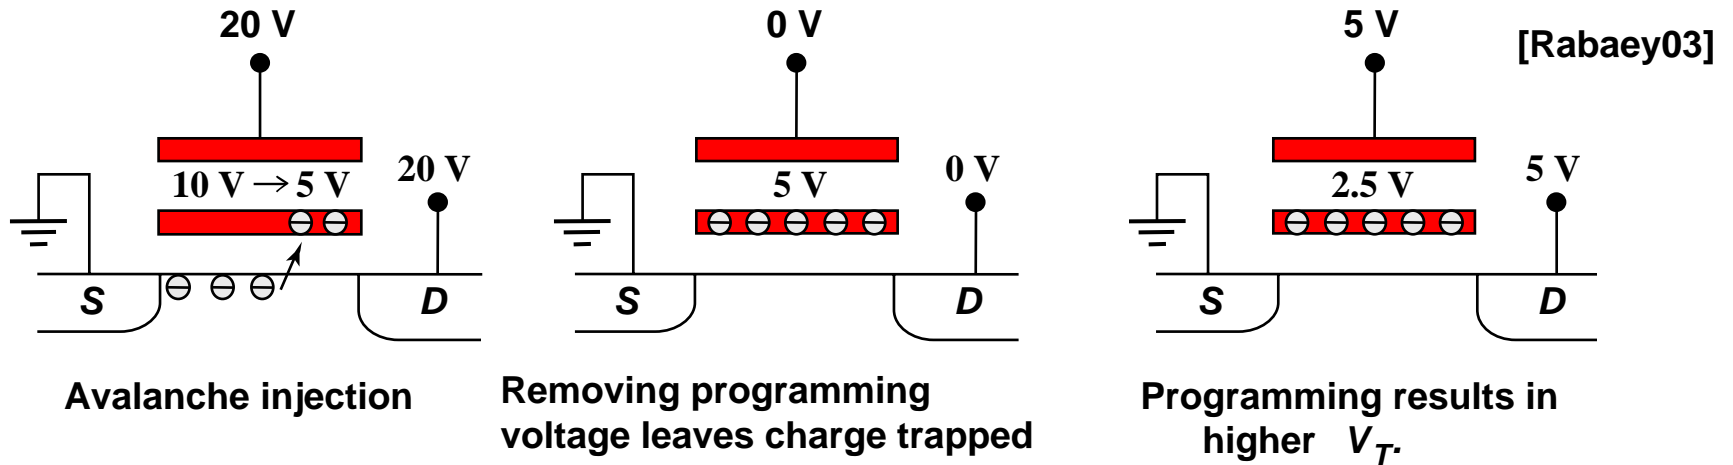 20 V
0 V
5 V
[Rabaey03]
10 V → 5 V
20 V
5 V
0 V
2.5 V
5 V
S
D
S
D
S
D
Avalanche injection
Removing programming
voltage leaves charge trapped
Programming results in
higher V_T.